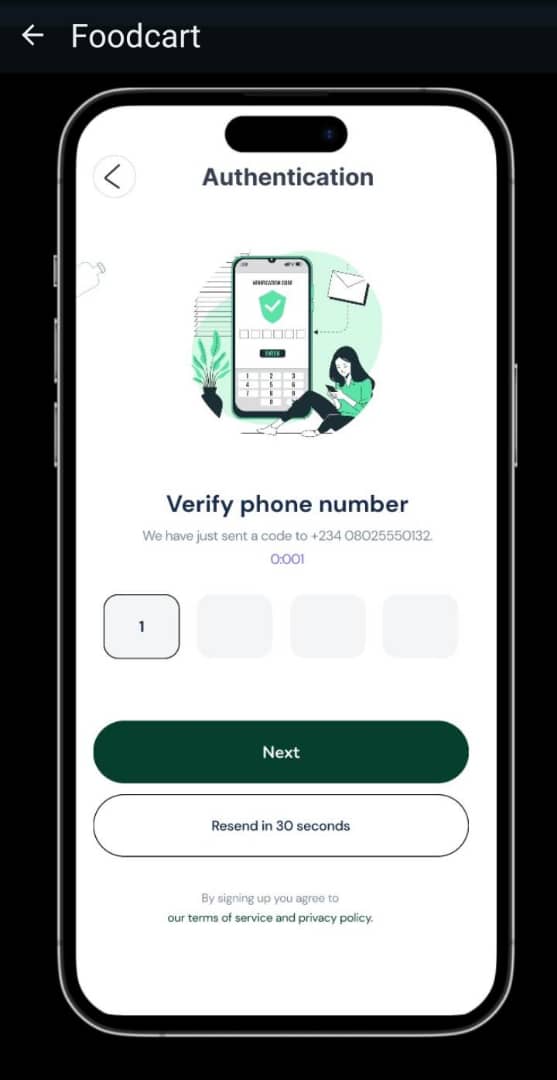 Foodcart
Authentication
VERIFICATION CODE
1 2 3
4 5 6
7 8 9
0
Verify phone number
We have just sent a code to +234 08025550132.
0:001
1
Next
Resend in 30 seconds
By signing up you agree to
our terms of service and privacy policy.